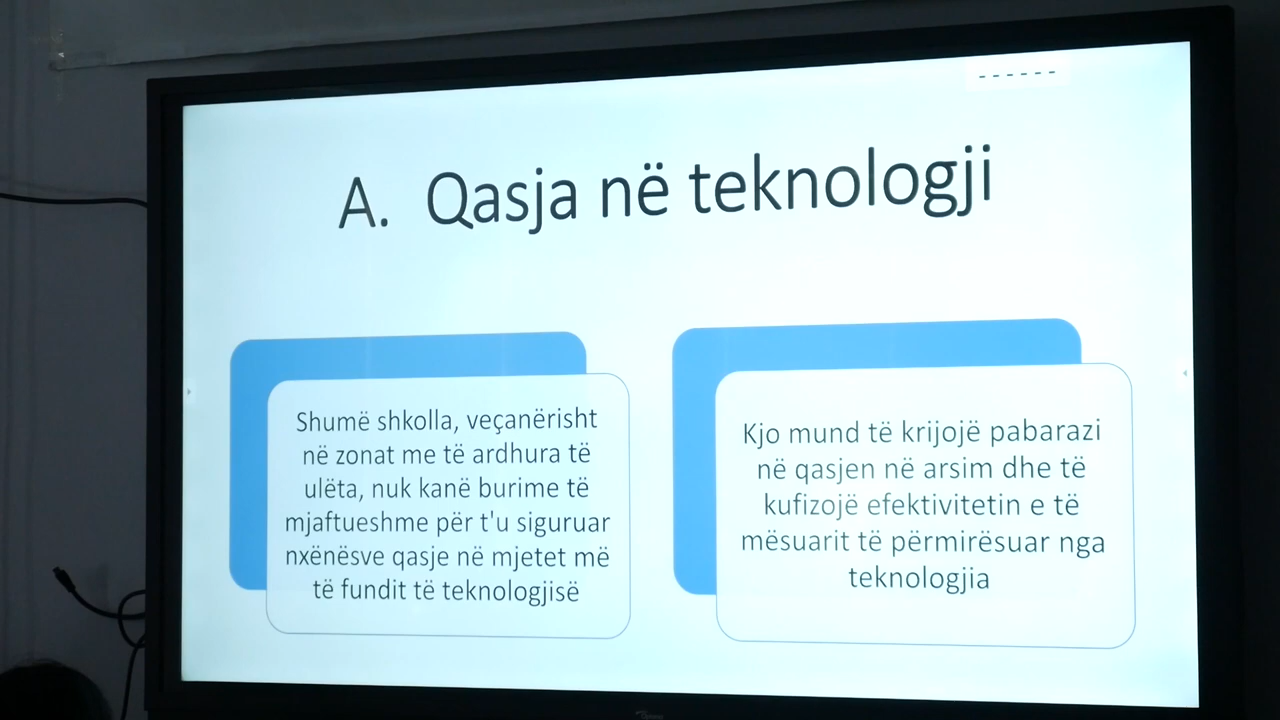 A. Qasja në teknologji
Shumë shkolla, veçanërisht
në zonat me të ardhura të
ulëta, nuk kanë burime të
mjaftueshme për t'u siguruar
nxënësve qasje në mjetet më
të fundit të teknologjisë
Kjo mund të krijojë pabarazi
në qasjen në arsim dhe të
kufizojë efektivitetin e të
mësuarit të përmirësuar nga
teknologjia